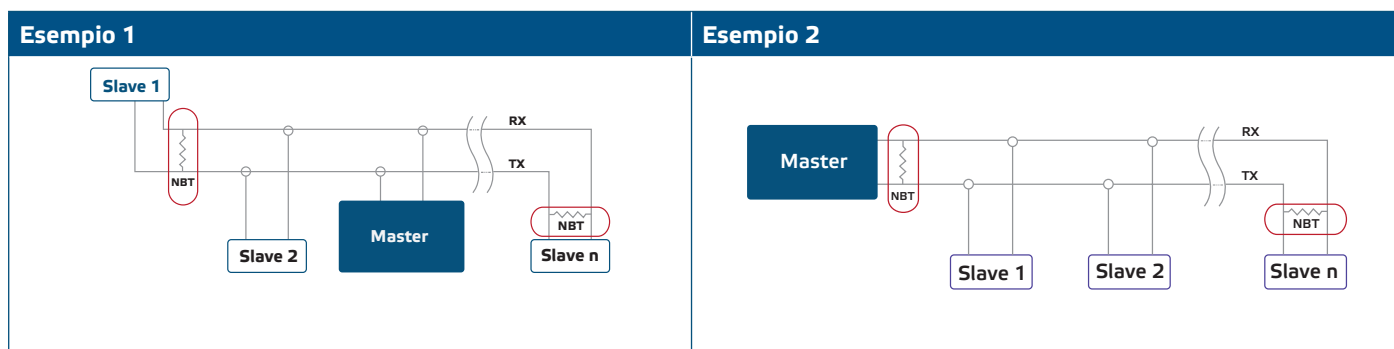 Esempio 1
Slave 1
RX
TX
NBT
NBT
Master
Slave 2
Slave n
Esempio 2
RX
Master
TX
NBT
NBT
Slave 1
Slave 2
Slave n